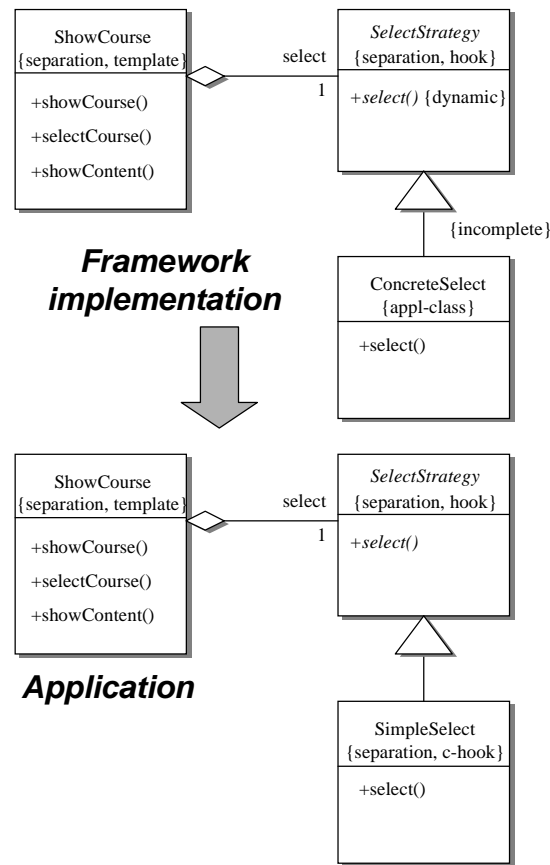 ShowCourse
{separation, template}
+showCourse()
+selectCourse()
+showContent()
select
1
SelectStrategy
{separation, hook}
+select() {dynamic}
{incomplete}
ConcreteSelect
{appl-class}
+select()
Framework
implementation
ShowCourse
{separation, template}
+showCourse()
+selectCourse()
+showContent()
select
1
SelectStrategy
{separation, hook}
+select()
Application
SimpleSelect
{separation, c-hook}
+select()